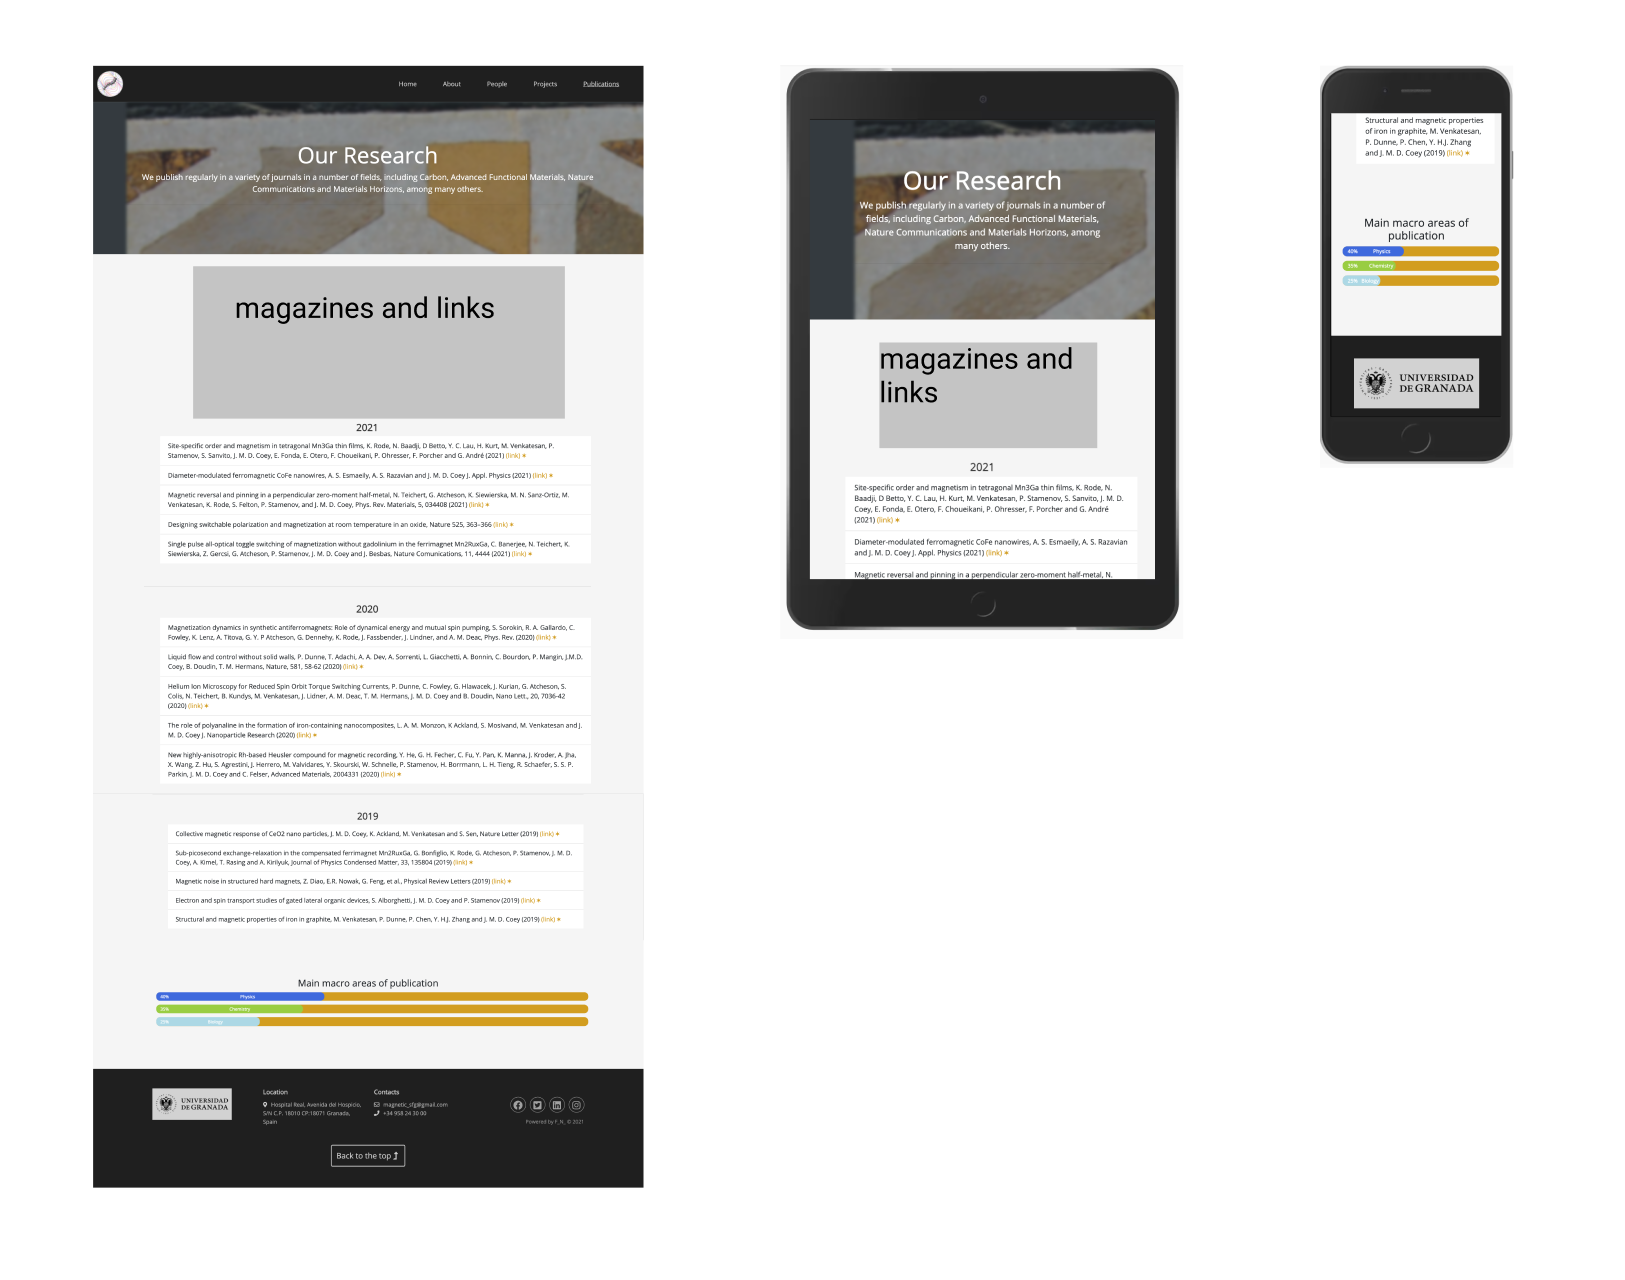 Home About People Projects Publications
Our Research
We publish regularly in a variety of journals in a number of fields, including Carbon, Advanced Functional Materials, Nature
Communications and Materials Horizons, among many others.
magazines and links
2021
Site-specific order and magnetism in tetragonal Mn3Ga thin films, K. Rode, N. Baadji, D Betto, Y. C. Lau, H. Kurt, M. Venkatesan, P.
Stamenov, S. Sanvito, J. M. D. Coey, E. Fonda, E. Otero, F. Choueikani, P. Ohresser, F. Porcher and G. André (2021) (link) ✶
Diameter-modulated ferromagnetic CoFe nanowires, A. S. Esmaeily, A. S. Razavian and J. M. D. Coey J. Appl. Physics (2021) (link) ✶
Magnetic reversal and pinning in a perpendicular zero-moment half-metal, N. Teichert, G. Atcheson, K. Siewierska, M. N. Sanz-Ortiz, M.
Venkatesan, K. Rode, S. Felton, P. Stamenov, and J. M. D. Coey, Phys. Rev. Materials, 5, 034408 (2021) (link) ✶
Designing switchable polarization and magnetization at room temperature in an oxide, Nature 525, 363–366 (link) ✶
Single pulse all-optical toggle switching of magnetization without gadolinium in the ferrimagnet Mn2RuxGa, C. Banerjee, N. Teichert, K.
Siewierska, Z. Gercsi, G. Atcheson, P. Stamenov, J. M. D. Coey and J. Besbas, Nature Comunications, 11, 4444 (2021) (link) ✶
2020
Magnetization dynamics in synthetic antiferromagnets: Role of dynamical energy and mutual spin pumping, S. Sorokin, R. A. Gallardo, C.
Fowley, K. Lenz, A. Titova, G. Y. P Atcheson, G. Dennehy, K. Rode, J. Fassbender, J. Lindner, and A. M. Deac, Phys. Rev. (2020) (link) ✶
Liquid flow and control without solid walls, P. Dunne, T. Adachi, A. A. Dev, A. Sorrenti, L. Giacchetti, A. Bonnin, C. Bourdon, P. Mangin, J.M.D.
Coey, B. Doudin, T. M. Hermans, Nature, 581, 58-62 (2020) (link) ✶
Helium Ion Microscopy for Reduced Spin Orbit Torque Switching Currents, P. Dunne, C. Fowley, G. Hlawacek, J. Kurian, G. Atcheson, S.
Colis, N. Teichert, B. Kundys, M. Venkatesan, J. Lidner, A. M. Deac, T. M. Hermans, J. M. D. Coey and B. Doudin, Nano Lett., 20, 7036-42
(2020) (link) ✶
The role of polyanaline in the formation of iron-containing nanocomposites, L. A. M. Monzon, K Ackland, S. Mosivand, M. Venkatesan and J.
M. D. Coey J. Nanoparticle Research (2020) (link) ✶
New highly-anisotropic Rh-based Heusler compound for magnetic recording, Y. He, G. H. Fecher, C. Fu, Y. Pan, K. Manna, J. Kroder, A. Jha,
X. Wang, Z. Hu, S. Agrestini, J. Herrero, M. Valvidares, Y. Skourski, W. Schnelle, P. Stamenov, H. Borrmann, L. H. Tieng, R. Schaefer, S. S. P.
Parkin, J. M. D. Coey and C. Felser, Advanced Materials, 2004331 (2020) (link) ✶
2019
Collective magnetic response of CeO2 nano particles, J. M. D. Coey, K. Ackland, M. Venkatesan and S. Sen, Nature Letter (2019) (link) ✶
Sub-picosecond exchange-relaxation in the compensated ferrimagnet Mn2RuxGa, G. Bonfiglio, K. Rode, G. Atcheson, P. Stamenov, J. M. D.
Coey, A. Kimel, T. Rasing and A. Kirilyuk, Journal of Physics Condensed Matter, 33, 135804 (2019) (link) ✶
Magnetic noise in structured hard magnets, Z. Diao, E.R. Nowak, G. Feng, et al., Physical Review Letters (2019) (link) ✶
Electron and spin transport studies of gated lateral organic devices, S. Alborghetti, J. M. D. Coey and P. Stamenov (2019) (link) ✶
Structural and magnetic properties of iron in graphite, M. Venkatesan, P. Dunne, P. Chen, Y. H.J. Zhang and J. M. D. Coey (2019) (link) ✶
Main macro areas of publication
40% Physics
35% Chemistry
25% Biology
UNIVERSIDAD
DE GRANADA
Location
Hospital Real, Avenida del Hospicio,
S/N C.P. 18010 CP:18071 Granada,
Spain
Contacts
magnetic_sfg@gmail.com
+34 958 24 30 00
Powered by F_N_ © 2021
Back to the top
Our Research
We publish regularly in a variety of journals in a number of
fields, including Carbon, Advanced Functional Materials,
Nature Communications and Materials Horizons, among
many others.
magazines and
links
2021
Site-specific order and magnetism in tetragonal Mn3Ga thin films, K. Rode, N.
Baadji, D Betto, Y. C. Lau, H. Kurt, M. Venkatesan, P. Stamenov, S. Sanvito, J. M. D.
Coey, E. Fonda, E. Otero, F. Choueikani, P. Ohresser, F. Porcher and G. André
(2021) (link) ✶
Diameter-modulated ferromagnetic CoFe nanowires, A. S. Esmaeily, A. S. Razavian
and J. M. D. Coey J. Appl. Physics (2021) (link) ✶
Magnetic reversal and pinning in a perpendicular zero-moment half-metal, N.
Structural and magnetic properties
of iron in graphite, M. Venkatesan,
P. Dunne, P. Chen, Y. H.J. Zhang
and J. M. D. Coey (2019) (link) ✶
Main macro areas of
publication
40% Physics
35% Chemistry
25% Biology
UNIVERSIDAD
DE GRANADA